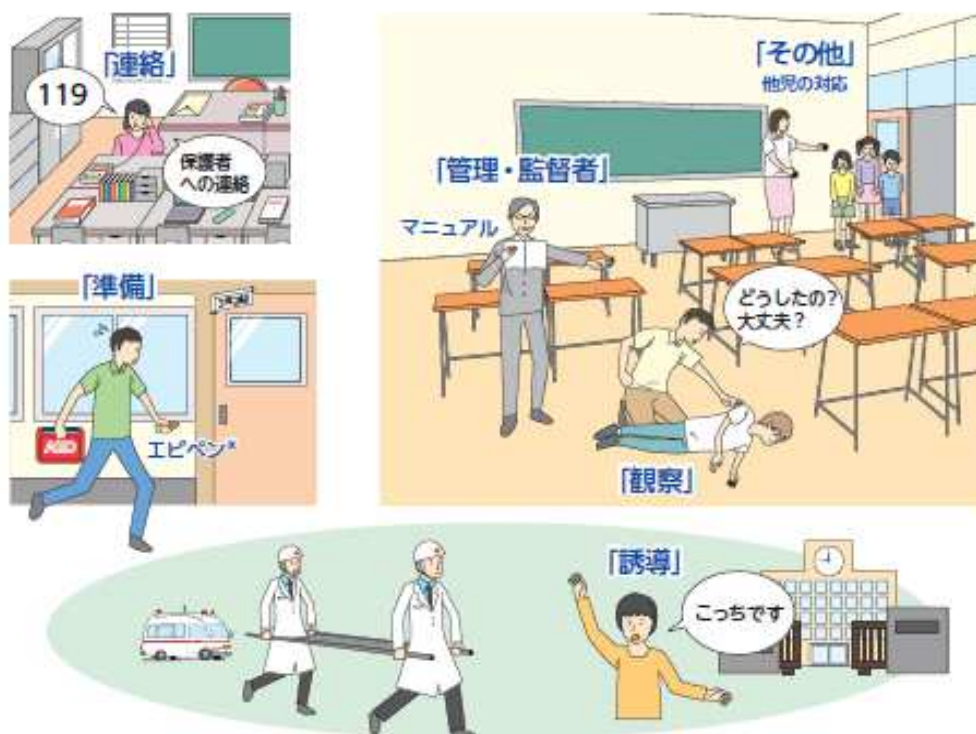 「連絡」
119
保護者
への連絡
「その他」
他児の対応
「管理・監督者」
マニュアル
どうしたの?
大丈夫?
「観察」
「準備」
AED
エピペン*
「誘導」
こっちです